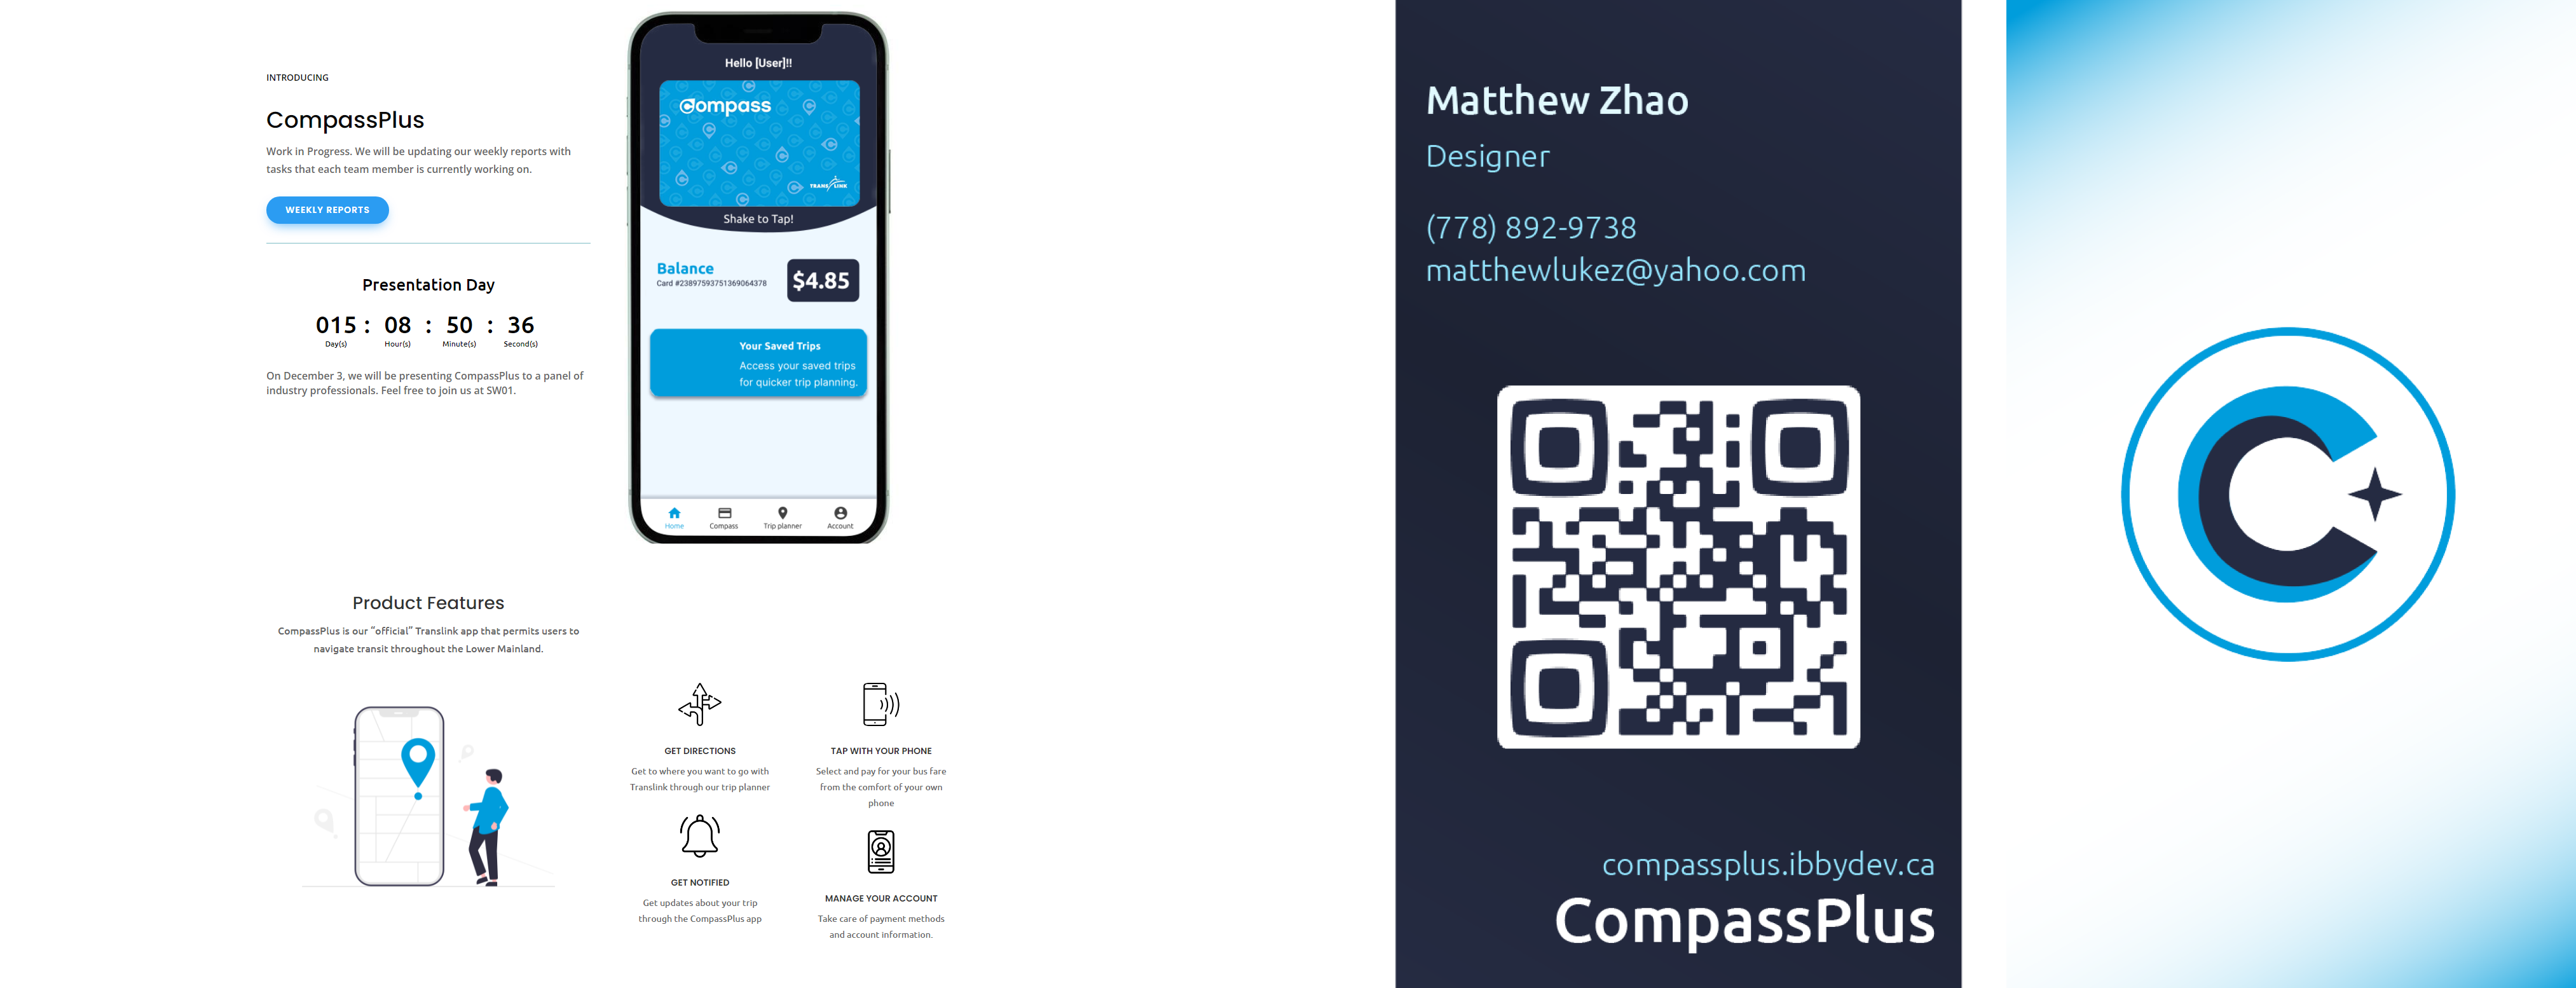 INTRODUCING
CompassPlus
Work in Progress. We will be updating our weekly reports with
tasks that each team member is currently working on.
WEEKLY REPORTS
Presentation Day
015 : 08 : 50 : 36
Day(s) Hour(s) Minute(s) Second(s)
On December 3, we will be presenting CompassPlus to a panel of
industry professionals. Feel free to join us at SW01.
Hello [User]!!
Compass
TRANS LINK
Shake to Tap!
Balance
Card #23897593751369064378
$4.85
Your Saved Trips
Access your saved trips
for quicker trip planning.
Home Compass Trip planner Account
Product Features
CompassPlus is our “official” Translink app that permits users to
navigate transit throughout the Lower Mainland.
GET DIRECTIONS
Get to where you want to go with
Translink through our trip planner
TAP WITH YOUR PHONE
Select and pay for your bus fare
from the comfort of your own
phone
GET NOTIFIED
Get updates about your trip
through the CompassPlus app
MANAGE YOUR ACCOUNT
Take care of payment methods
and account information.
Matthew Zhao
Designer
(778) 892-9738
matthewlukez@yahoo.com
compassplus.ibbydev.ca
CompassPlus